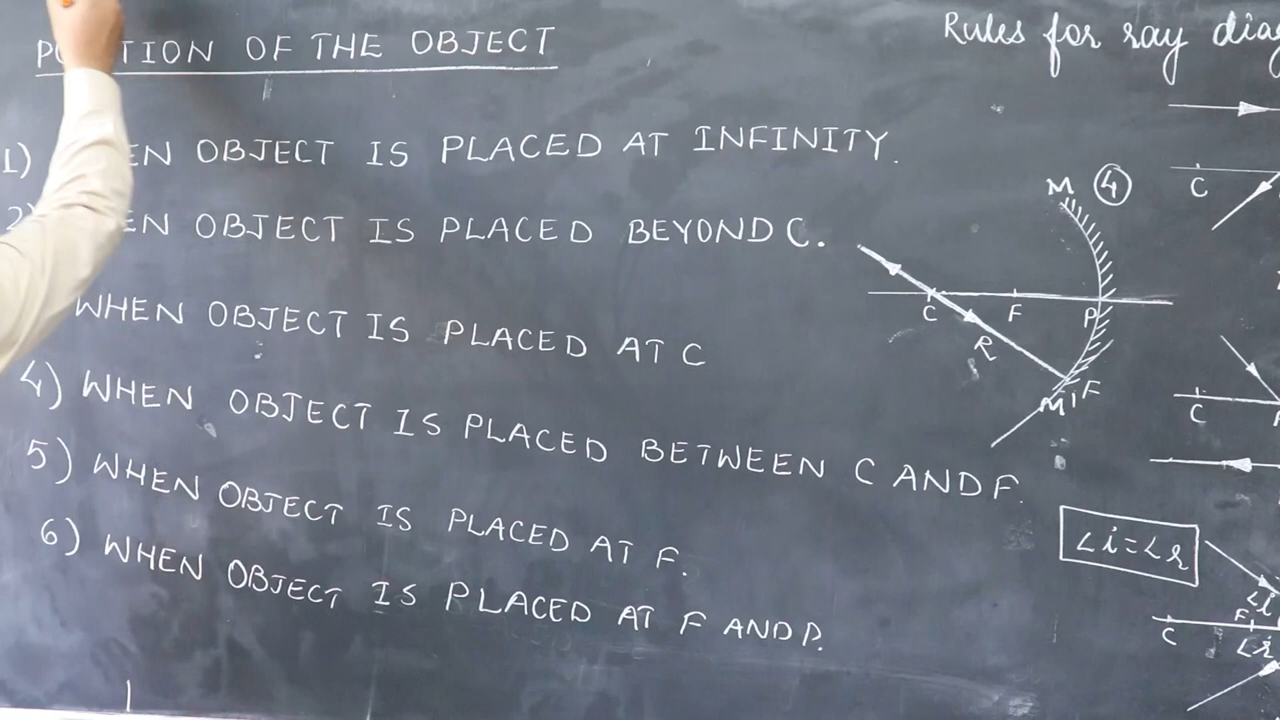 OF THE OBJECT
1) EN OBJECT IS PLACED AT INFINITY.
2) EN OBJECT IS PLACED BEYOND C.
WHEN OBJECT IS PLACED AT C
4) WHEN OBJECT IS PLACED BETWEEN C AND F.
5) WHEN OBJECT IS PLACED AT F.
6) WHEN OBJECT IS PLACED AT F AND P.
Rules for ray
C
M 4
C F P
R
M' F
C
∠i=∠r
∠i
C F
∠r